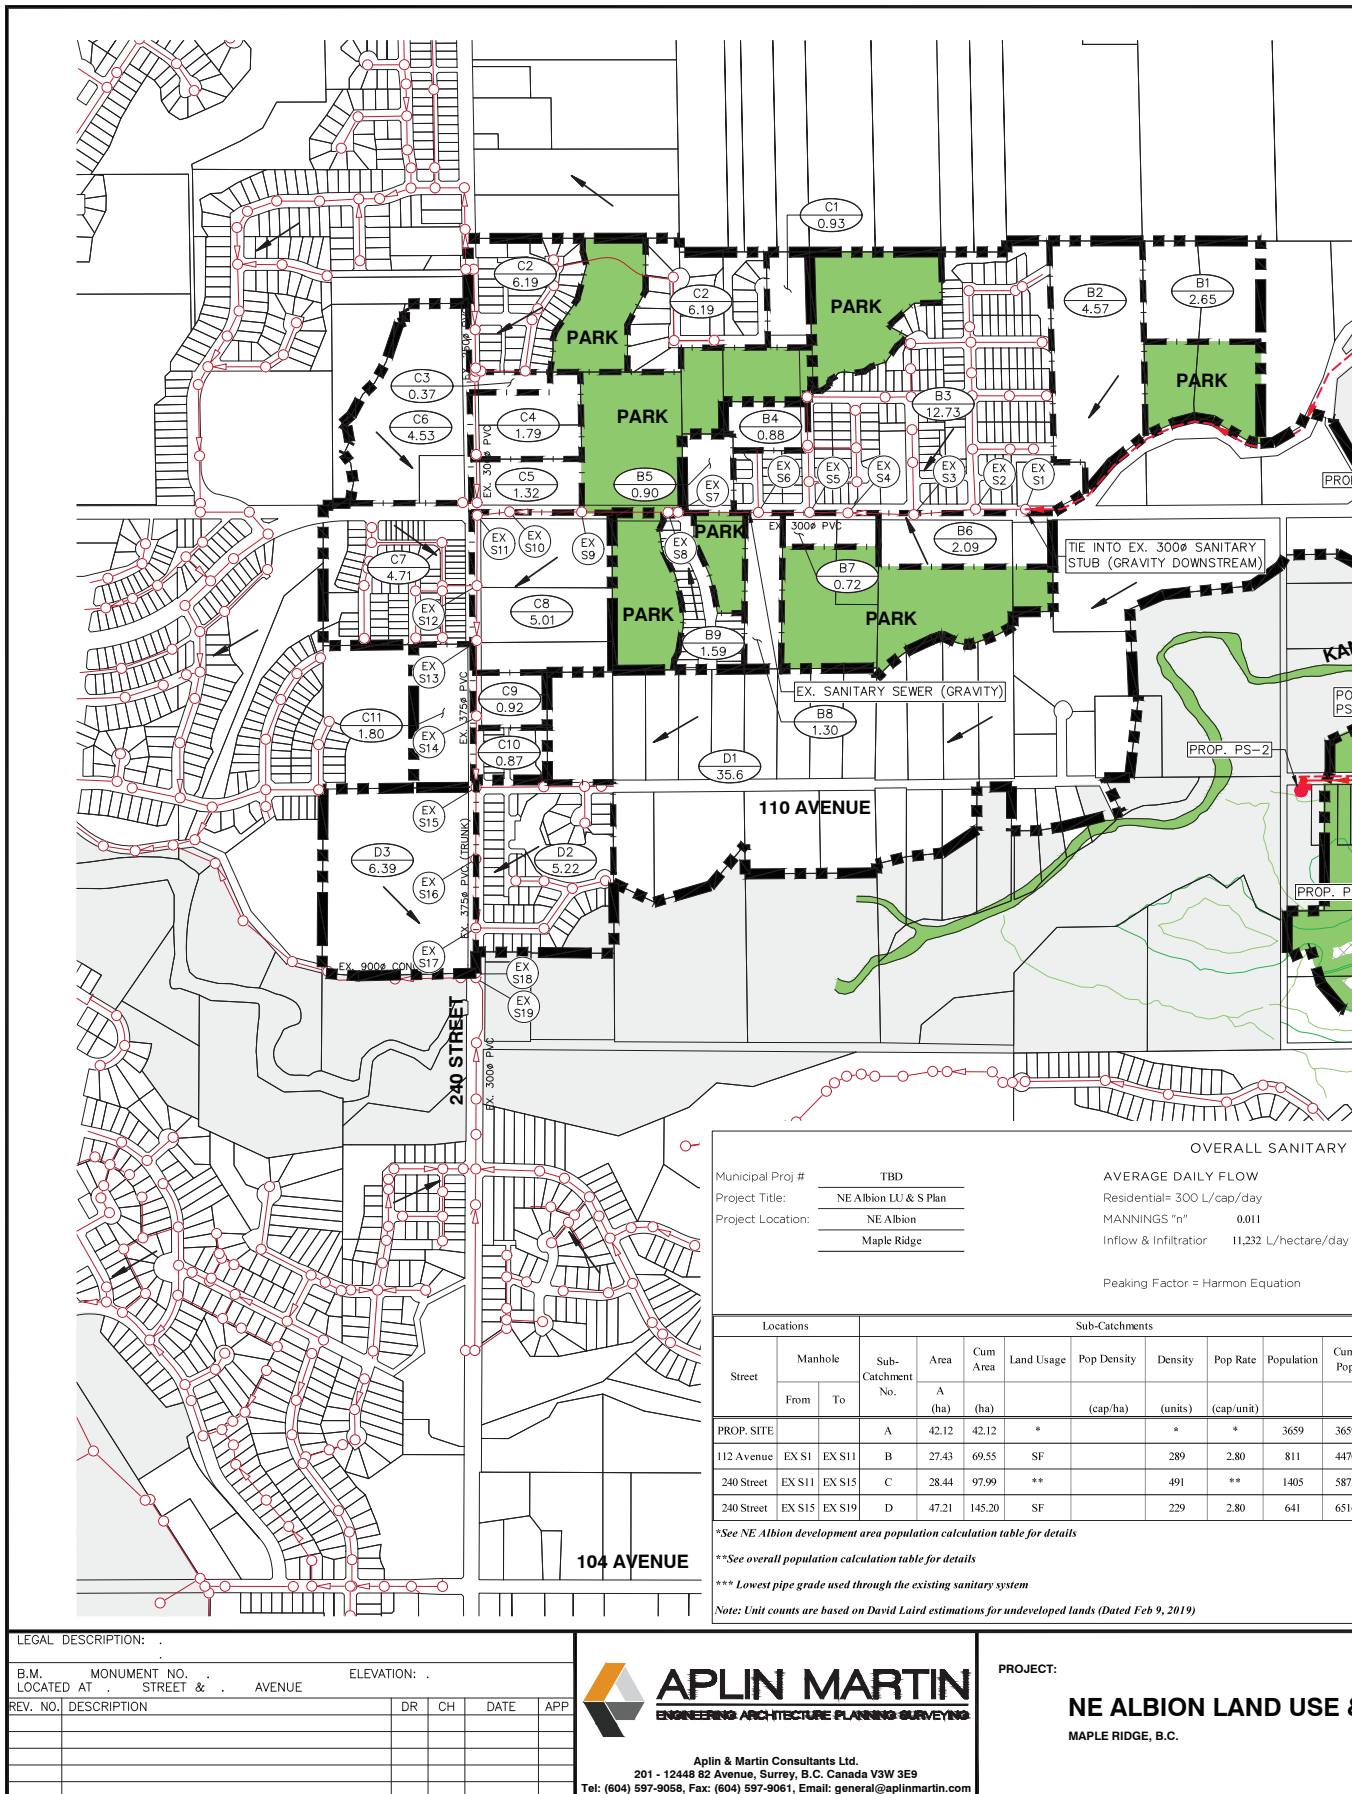 C1
0.93
C2
6.19
C2
6.19
PARK
PARK
B2
4.57
B1
2.65
PARK
C3
0.37
C6
4.53
C4
1.79
PARK
B4
0.88
B3
12.73
EX. 300ø PVC
C5
1.32
B5
0.90
EX
S7
EX
S6
EX
S5
EX
S4
EX
S3
EX
S2
EX
S1
EX
S11
EX
S10
EX
S9
EX
S8
PARK
EX. 300ø PVC
B6
2.09
TIE INTO EX. 300ø SANITARY
STUB (GRAVITY DOWNSTREAM)
C7
4.71
B7
0.72
EX
S12
C8
5.01
PARK
PARK
B9
1.59
EX
S13
C9
0.92
EX. SANITARY SEWER (GRAVITY)
EX. 375ø PVC
C11
1.80
EX
S14
C10
0.87
B8
1.30
D1
35.6
PROP. PS-2
110 AVENUE
EX
S15
EX. 375ø PVC (TRUNK)
D3
6.39
D2
5.22
EX
S16
EX
S17
EX
S18
EX
S19
240 STREET
EX. 300ø PVC
104 AVENUE
OVERALL SANITARY
Municipal Proj # TBD
AVERAGE DAILY FLOW
Project Title: NE Albion LU & S Plan
Residential= 300 L/cap/day
Project Location: NE Albion
MANNINGS "n" 0.011
Maple Ridge
Inflow & Infiltratior 11,232 L/hectare/day
Peaking Factor = Harmon Equation
Locations Sub-Catchments
Street Manhole Sub-Catchment No. Area Cum Area Land Usage Pop Density Density Pop Rate Population Cum Pop
From To A (ha) (ha) (cap/ha) (units) (cap/unit)
PROP. SITE A 42.12 42.12 * * * 3659
112 Avenue EX S1 EX S11 B 27.43 69.55 SF 289 2.80 811
240 Street EX S11 EX S15 C 28.44 97.99 ** 491 ** 1405
240 Street EX S15 EX S19 D 47.21 145.20 SF 229 2.80 641
*See NE Albion development area population calculation table for details
**See overall population calculation table for details
*** Lowest pipe grade used through the existing sanitary system
Note: Unit counts are based on David Laird estimations for undeveloped lands (Dated Feb 9, 2019)
LEGAL DESCRIPTION: .
.
B.M. MONUMENT NO. . ELEVATION: .
LOCATED AT . STREET & . AVENUE
REV. NO. DESCRIPTION DR CH DATE APP
APLIN MARTIN
ENGINEERING ARCHITECTURE PLANNING SURVEYING
Aplin & Martin Consultants Ltd.
201 - 12448 82 Avenue, Surrey, B.C. Canada V3W 3E9
Tel: (604) 597-9058, Fax: (604) 597-9061, Email: general@aplinmartin.com
PROJECT:
NE ALBION LAND USE &
MAPLE RIDGE, B.C.